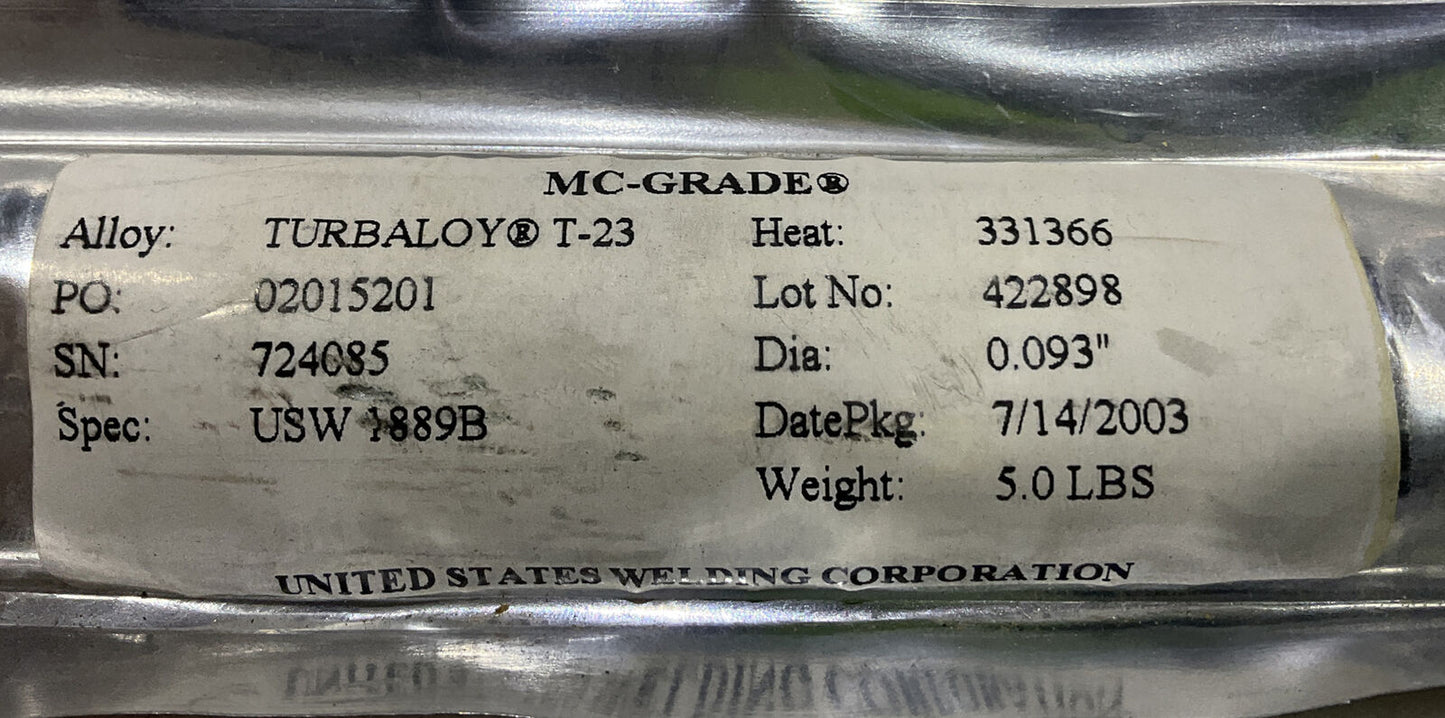 MC-GRADE®
Alloy: TURBALOY® T-23 Heat: 331366
PO: 02015201 Lot No: 422898
SN: 724085 Dia: 0.093"
Spec: USW 1889B DatePkg: 7/14/2003
Weight: 5.0 LBS
UNITED STATES WELDING CORPORATION